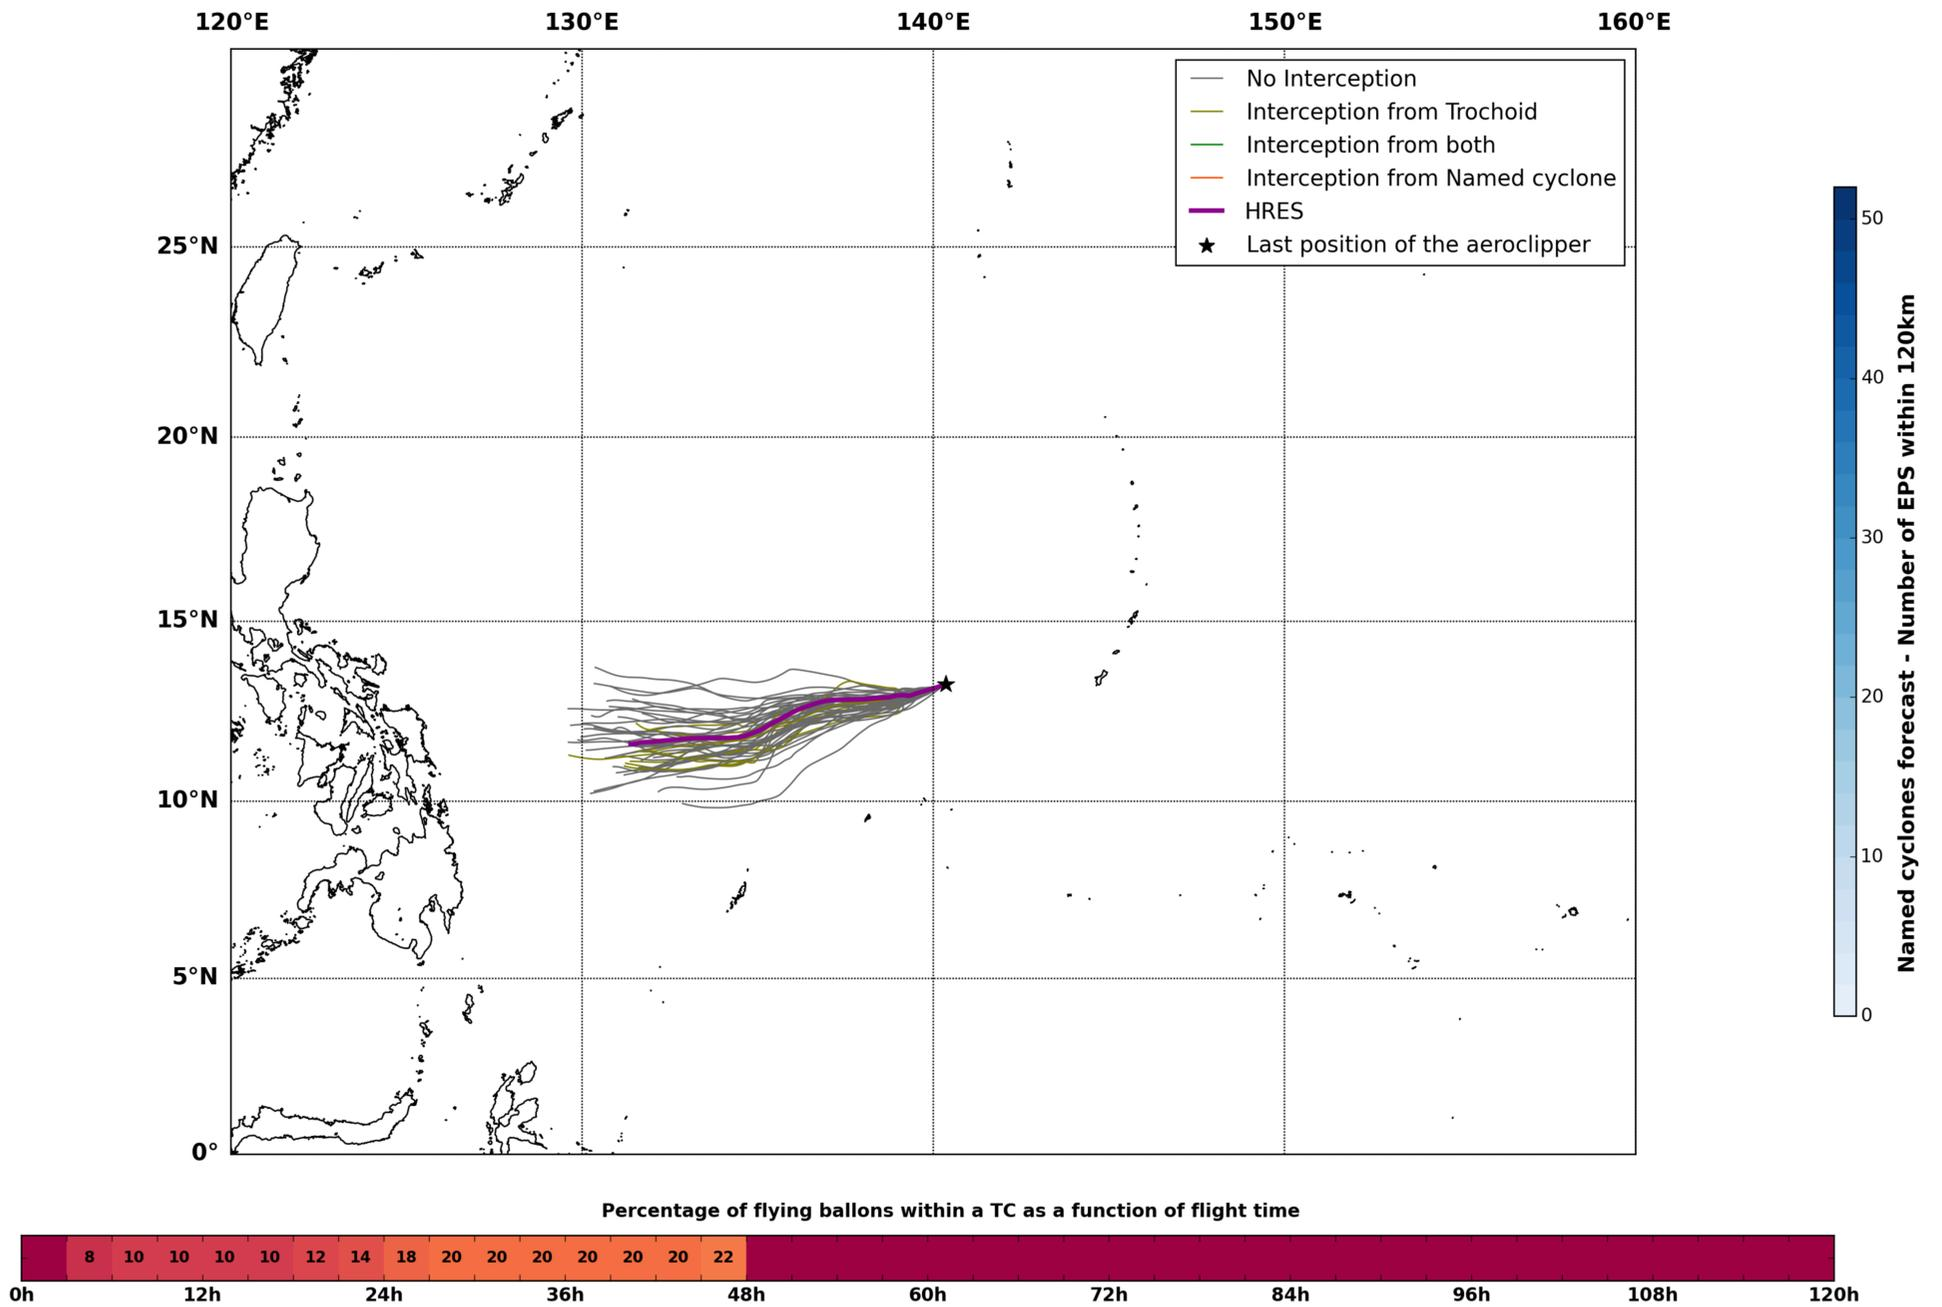 120°E 130°E 140°E 150°E 160°E
No Interception
Interception from Trochoid
Interception from both
Interception from Named cyclone
HRES
Last position of the aeroclipper
25°N
20°N
15°N
10°N
5°N
0°
50
40
30
20
10
0
Named cyclones forecast - Number of EPS within 120km
Percentage of flying ballons within a TC as a function of flight time
8 10 10 10 10 12 14 18 20 20 20 20 20 20 22
0h 12h 24h 36h 48h 60h 72h 84h 96h 108h 120h